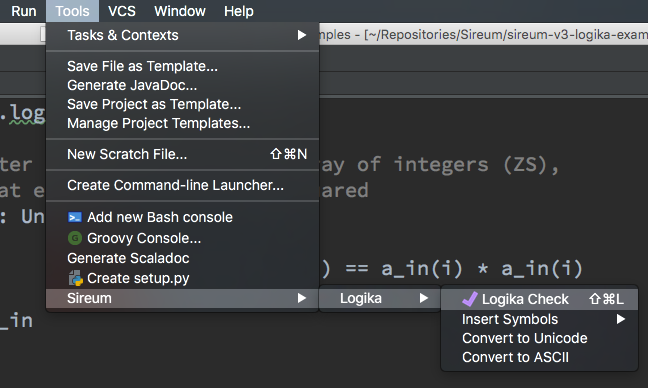 Run Tools VCS Window Help
Tasks & Contexts
mples - [~/Repositories/Sireum/sireum-v3-logika-exam
Save File as Template...
Generate JavaDoc...
Save Project as Template...
Manage Project Templates...
.log
New Scratch File... ⇧⌘N
ter
ay of integers (ZS),
Create Command-line Launcher...
at e
ared
: Un
Add new Bash console
Groovy Console...
Generate Scaladoc
) == a_in(i) * a_in(i)
Create setup.py
Sireum
Logika
Logika Check ⇧⌘L
_in
Insert Symbols
Convert to Unicode
Convert to ASCII